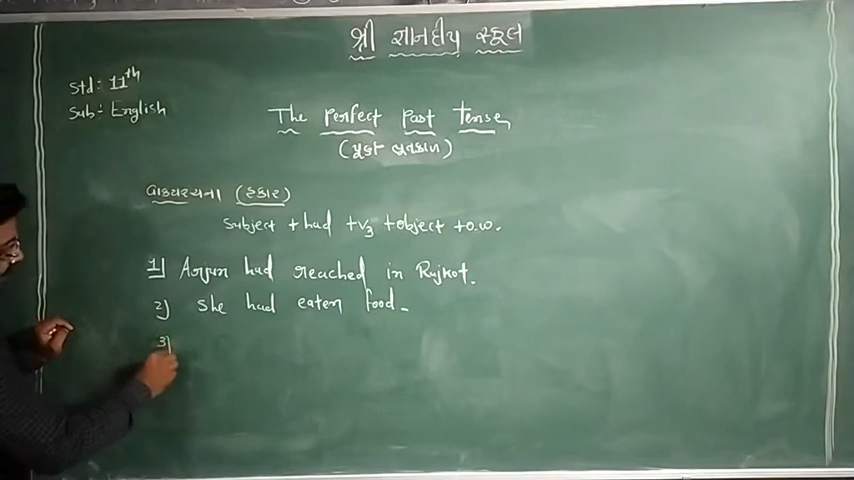 શ્રી જ્ઞાનદીપ સ્કૂલ
Std: 11th
Sub: English
The perfect Past Tense,
(પૂર્ણ ભૂતકાળ)
વાક્યરચના (હકાર)
Subject + had + v3 + object + o.w.
1) Arjun had reached in Rajkot.
2) She had eaten food.
3)